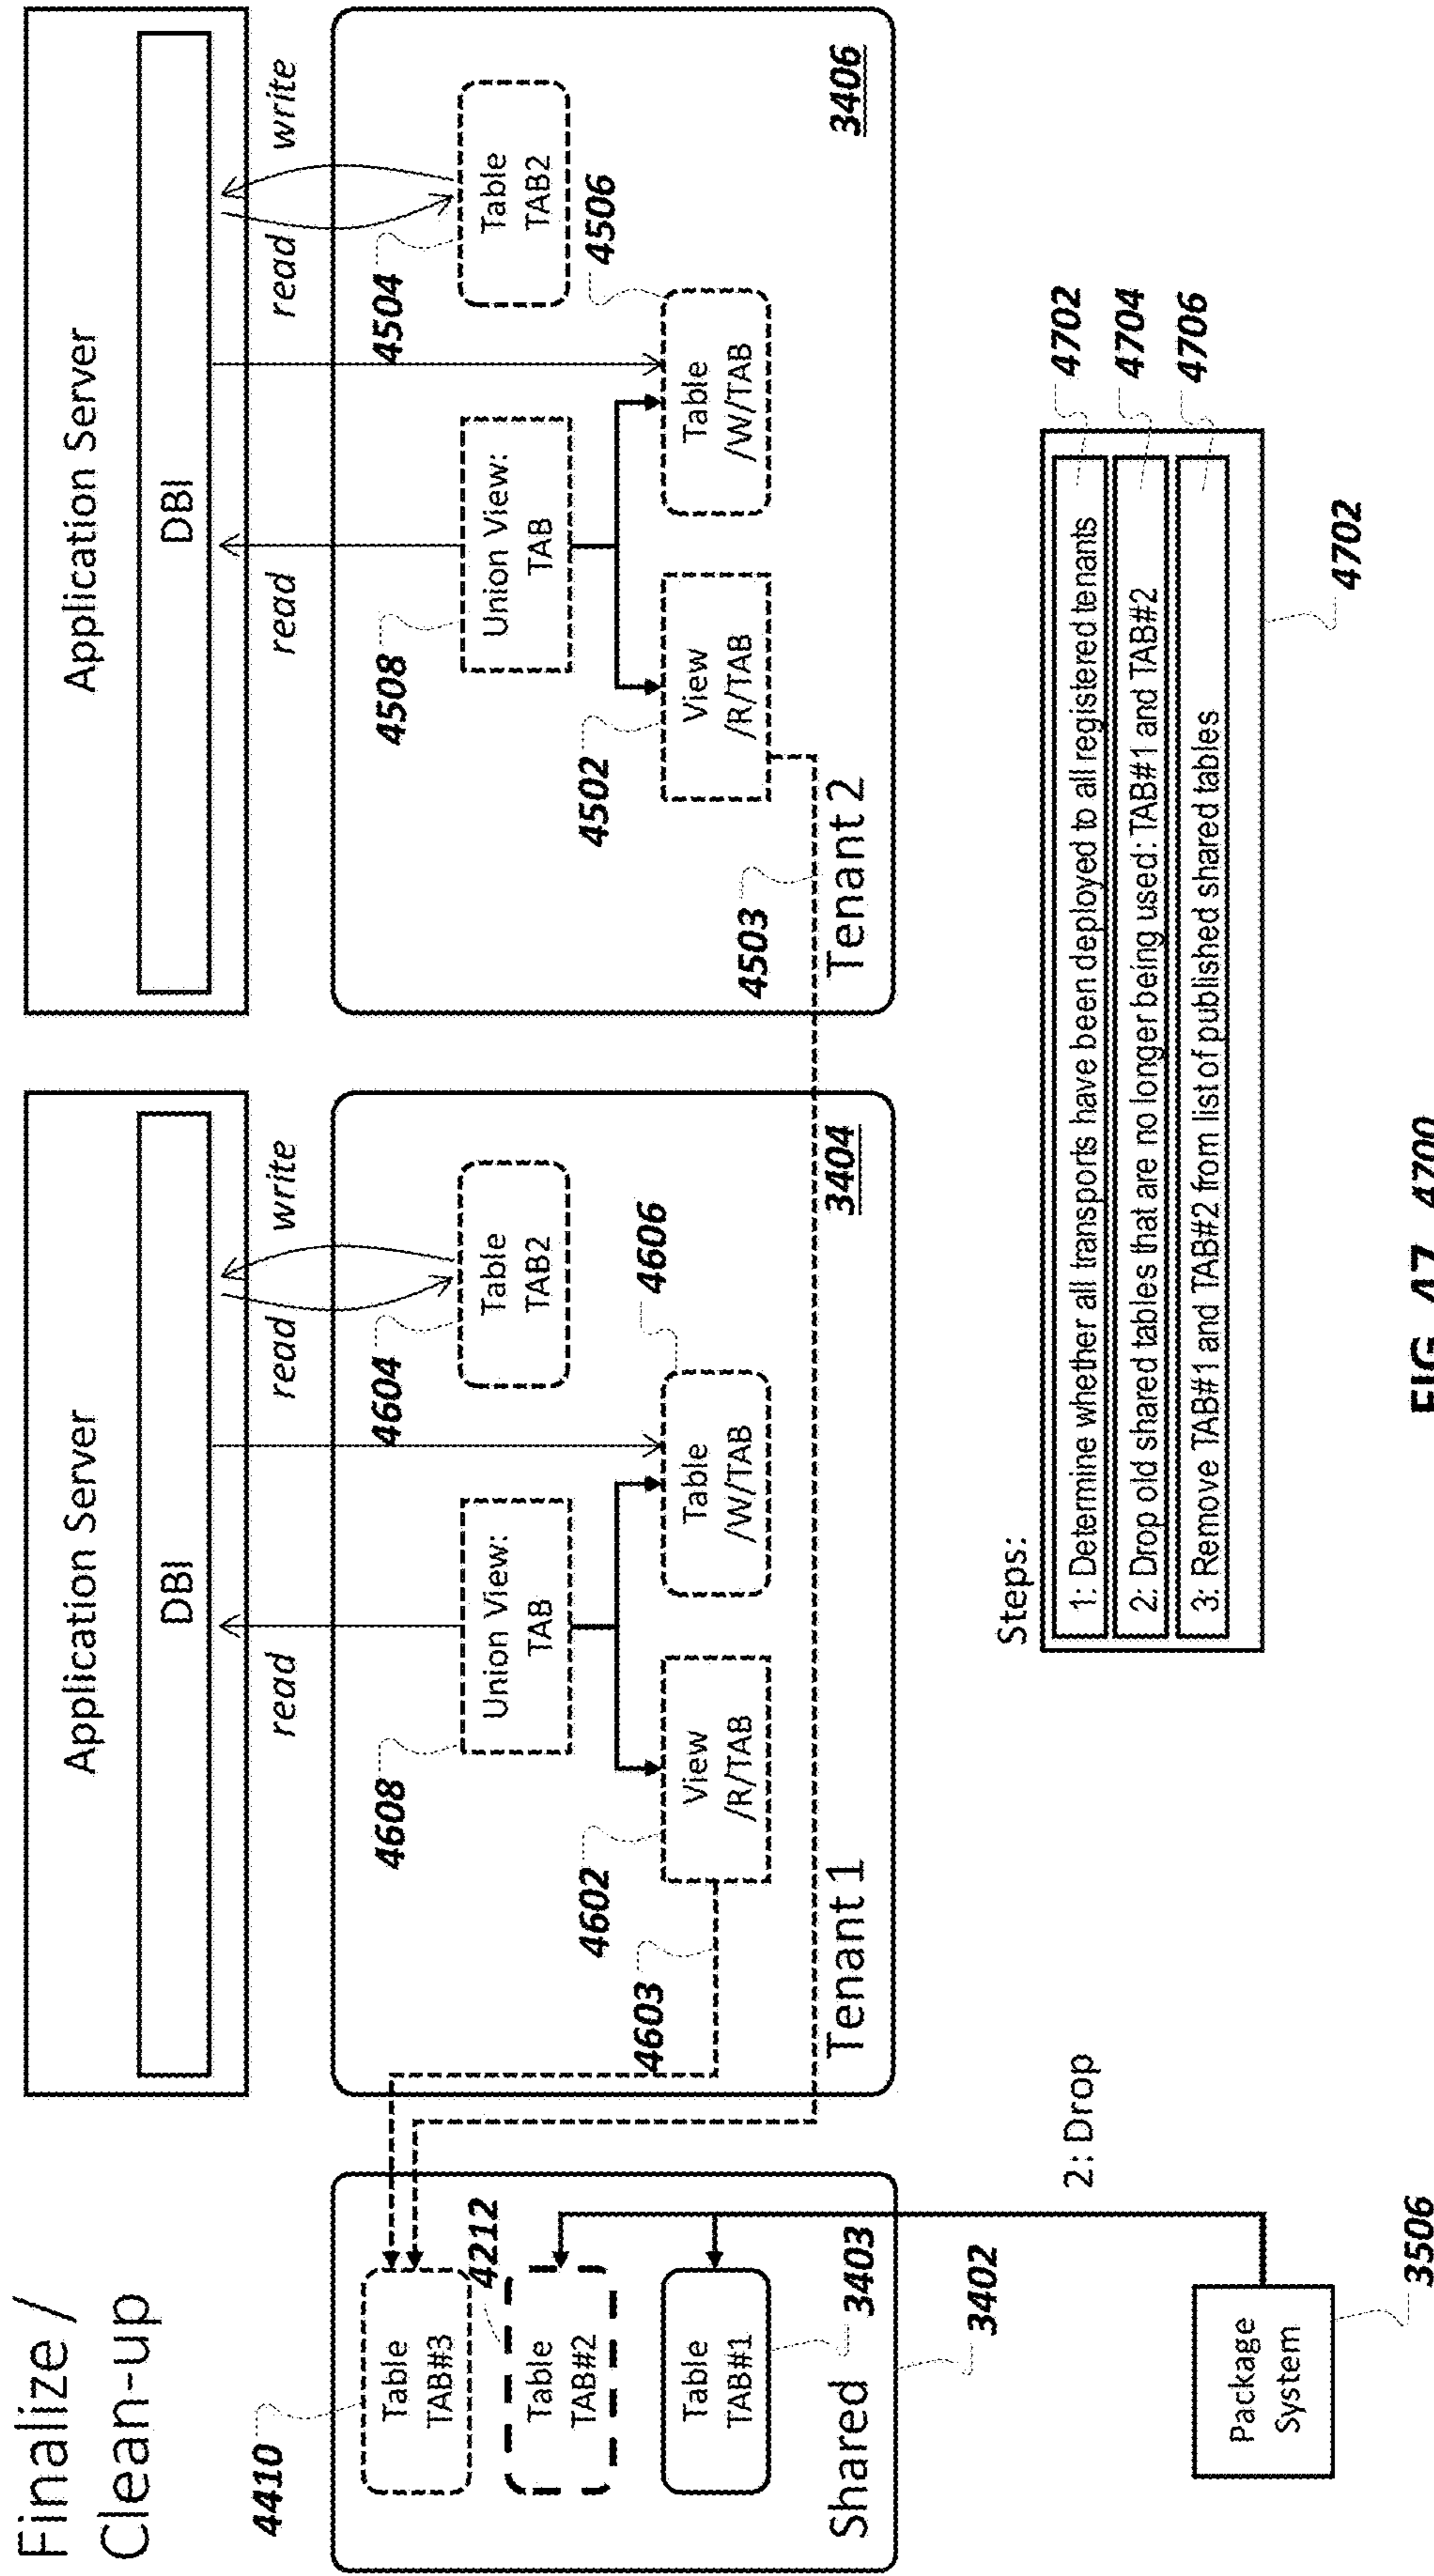 Finalize /
Clean-up
Application Server
DBI
read
read
write
4608
Union View:
TAB
4604
Table
TAB2
4602
View
/R/TAB
4606
Table
/W/TAB
4603
Tenant 1
3404
Application Server
DBI
read
read
write
4508
Union View:
TAB
4504
Table
TAB2
4502
View
/R/TAB
4506
Table
/W/TAB
4503
Tenant 2
3406
4410
Table
TAB#3
4212
Table
TAB#2
Table
TAB#1
3403
Shared
3402
2: Drop
Package
System
3506
Steps:
1: Determine whether all transports have been deployed to all registered tenants
4702
2: Drop old shared tables that are no longer being used: TAB#1 and TAB#2
4704
3: Remove TAB#1 and TAB#2 from list of published shared tables
4706
4702
FIG. 47 4700